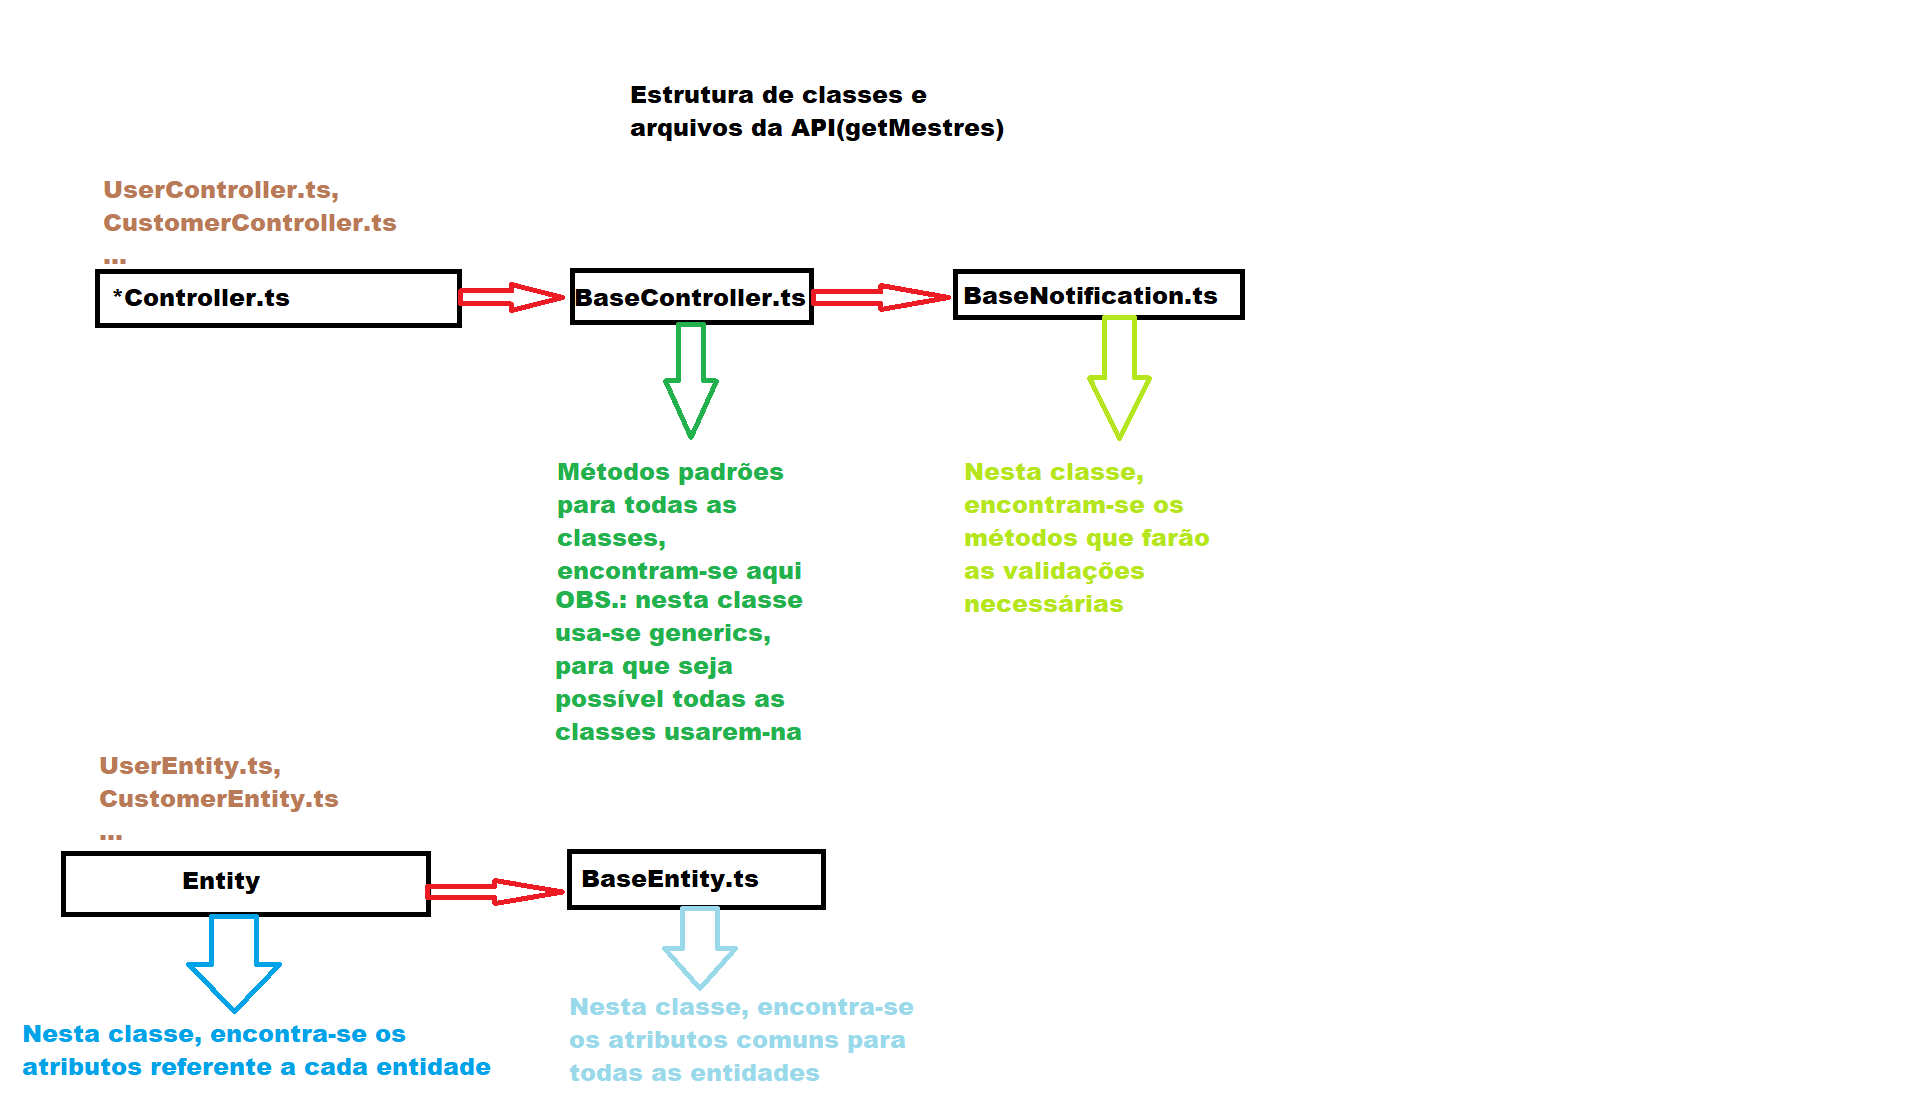 Estrutura de classes e
arquivos da API(getMestres)
UserController.ts,
CustomerController.ts
...
*Controller.ts
BaseController.ts
BaseNotification.ts
Métodos padrões
para todas as
classes,
encontram-se aqui
OBS.: nesta classe
usa-se generics,
para que seja
possível todas as
classes usarem-na
Nesta classe,
encontram-se os
métodos que farão
as validações
necessárias
UserEntity.ts,
CustomerEntity.ts
...
Entity
BaseEntity.ts
Nesta classe, encontra-se os
atributos referente a cada entidade
Nesta classe, encontra-se
os atributos comuns para
todas as entidades